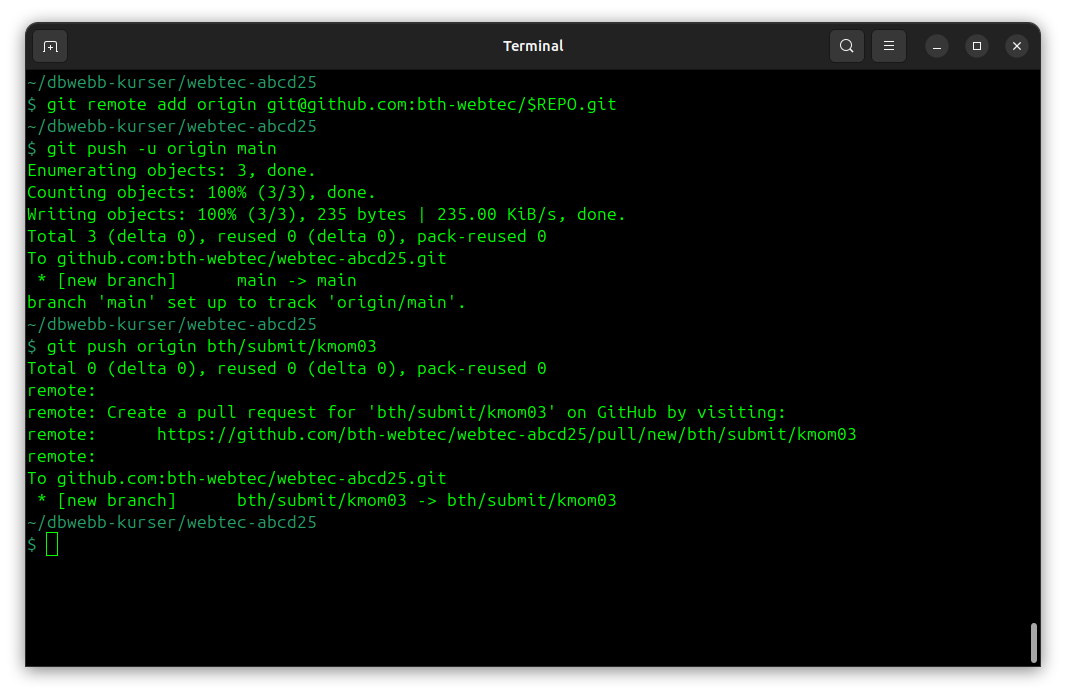 Terminal
~/dbwebb-kurser/webtec-abcd25
$ git remote add origin git@github.com:bth-webtec/$REPO.git
~/dbwebb-kurser/webtec-abcd25
$ git push -u origin main
Enumerating objects: 3, done.
Counting objects: 100% (3/3), done.
Writing objects: 100% (3/3), 235 bytes | 235.00 KiB/s, done.
Total 3 (delta 0), reused 0 (delta 0), pack-reused 0
To github.com:bth-webtec/webtec-abcd25.git
 * [new branch]      main -> main
branch 'main' set up to track 'origin/main'.
~/dbwebb-kurser/webtec-abcd25
$ git push origin bth/submit/kmom03
Total 0 (delta 0), reused 0 (delta 0), pack-reused 0
remote:
remote: Create a pull request for 'bth/submit/kmom03' on GitHub by visiting:
remote:      https://github.com/bth-webtec/webtec-abcd25/pull/new/bth/submit/kmom03
remote:
To github.com:bth-webtec/webtec-abcd25.git
 * [new branch]      bth/submit/kmom03 -> bth/submit/kmom03
~/dbwebb-kurser/webtec-abcd25
$